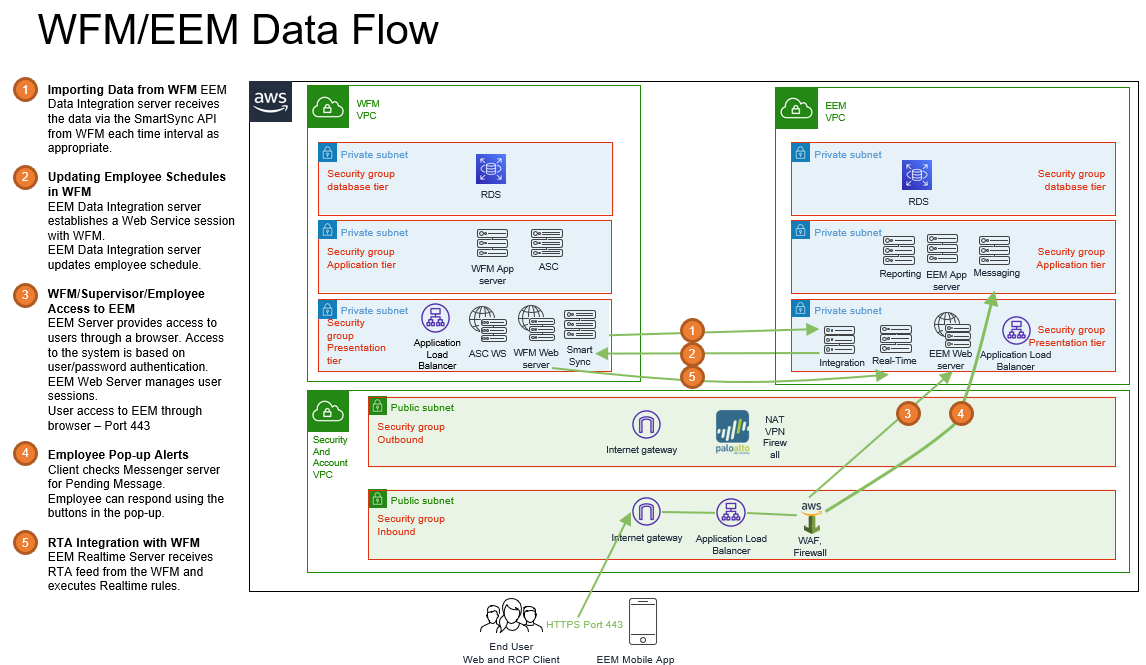 WFM/EEM Data Flow
1
Importing Data from WFM EEM
Data Integration server receives
the data via the SmartSync API
from WFM each time interval as
appropriate.
2
Updating Employee Schedules
in WFM
EEM Data Integration server
establishes a Web Service session
with WFM.
EEM Data Integration server
updates employee schedule.
3
WFM/Supervisor/Employee
Access to EEM
EEM Server provides access to
users through a browser. Access
to the system is based on
user/password authentication.
EEM Web Server manages user
sessions.
User access to EEM through
browser – Port 443
4
Employee Pop-up Alerts
Client checks Messenger server
for Pending Message.
Employee can respond using the
buttons in the pop-up.
5
RTA Integration with WFM
EEM Realtime Server receives
RTA feed from the WFM and
executes Realtime rules.
aws
WFM
VPC
Private subnet
Security group
database tier
RDS
Private subnet
Security group
Application tier
WFM App
server
ASC
Private subnet
Security
group
Presentation
tier
Application
Load
Balancer
ASC WS
WFM Web
server
Smart
Sync
EEM
VPC
Private subnet
RDS
Security group
database tier
Private subnet
Reporting
EEM App
server
Messaging
Security group
Application tier
Private subnet
Integration
Real-Time
EEM Web
server
Application Load
Balancer
Security group
Presentation tier
1
2
5
3
4
Security
And
Account
VPC
Public subnet
Security group
Outbound
Internet gateway
paloalto
NAT
VPN
Firew
all
Public subnet
Security group
Inbound
Internet gateway
Application Load
Balancer
aws
WAF,
Firewall
HTTPS Port 443
End User
Web and RCP Client
EEM Mobile App